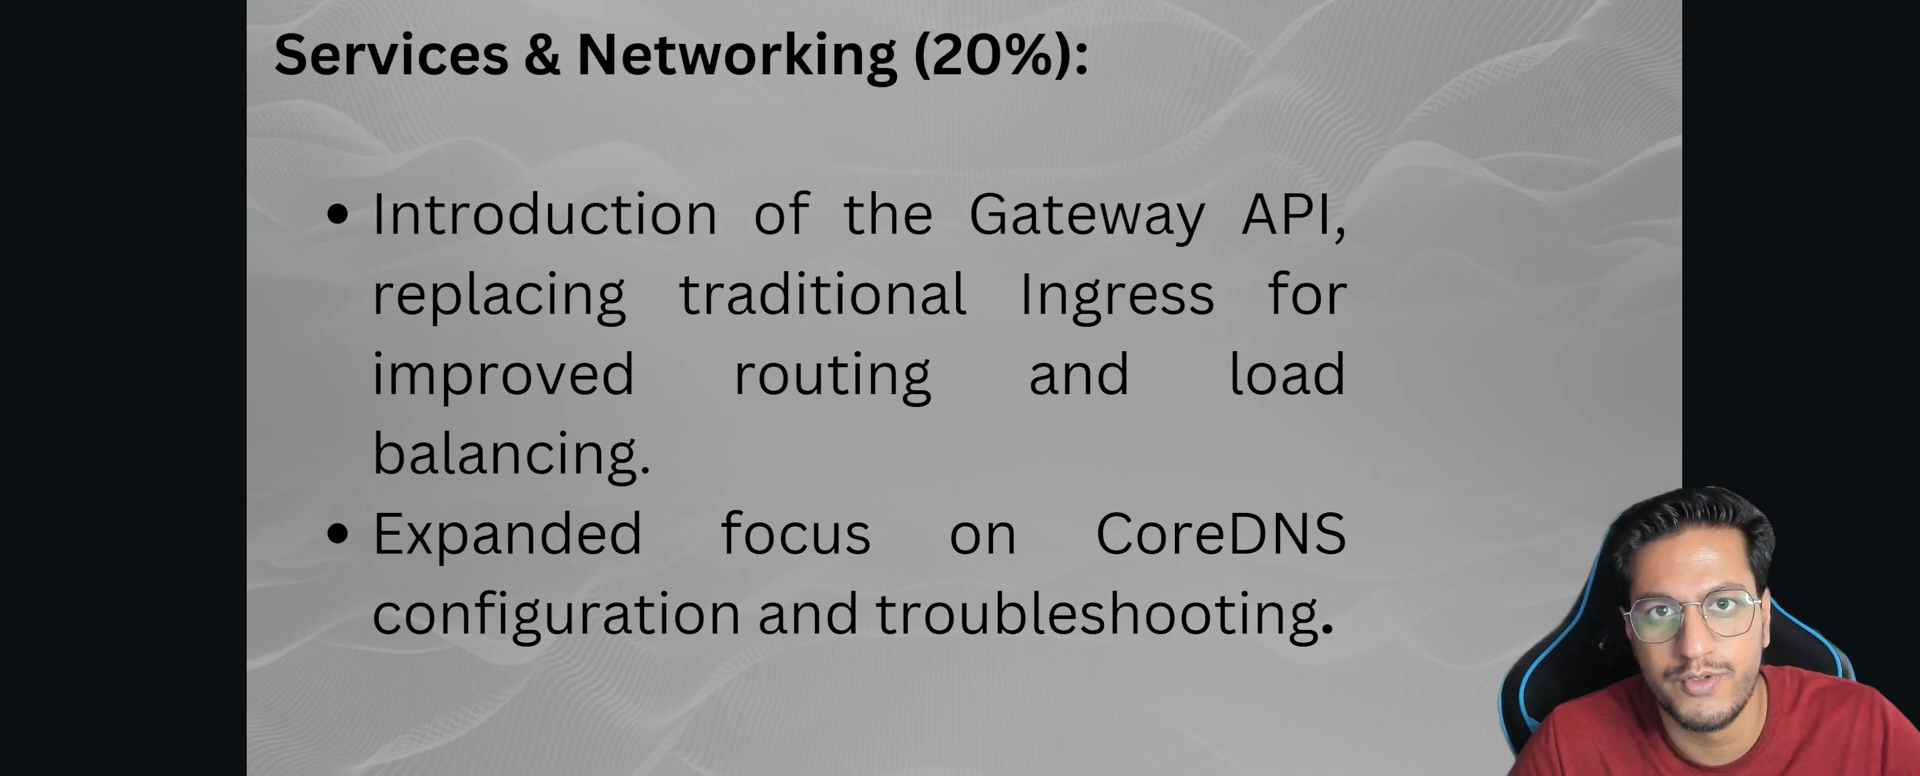 Services & Networking (20%):
• Introduction of the Gateway API,
replacing traditional Ingress for
improved routing and load
balancing.
• Expanded focus on CoreDNS
configuration and troubleshooting.